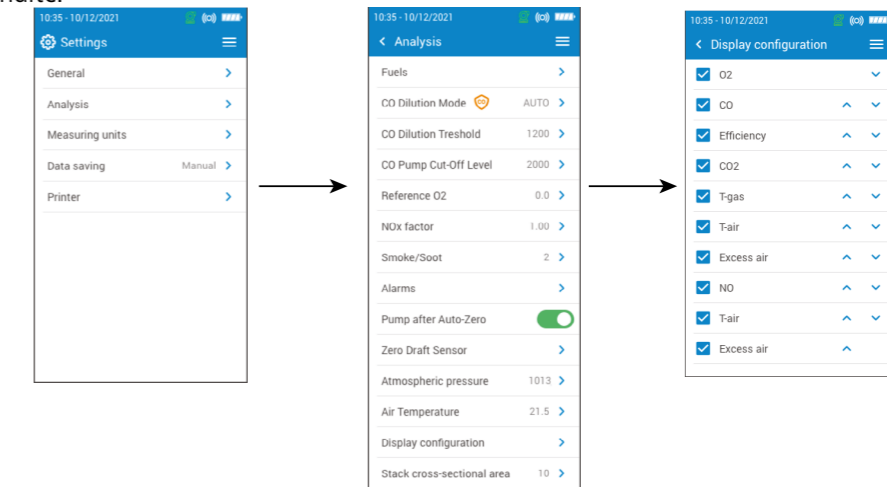 10:35 - 10/12/2021
Settings
General
Analysis
Measuring units
Data saving Manual
Printer
10:35 - 10/12/2021
Analysis
Fuels
CO Dilution Mode CO AUTO
CO Dilution Treshold 1200
CO Pump Cut-Off Level 2000
Reference O2 0.0
NOx factor 1.00
Smoke/Soot 2
Alarms
Pump after Auto-Zero
Zero Draft Sensor
Atmospheric pressure 1013
Air Temperature 21.5
Display configuration
Stack cross-sectional area 10
10:35 - 10/12/2021
Display configuration
O2
CO
Efficiency
CO2
T-gas
T-air
Excess air
NO
T-air
Excess air